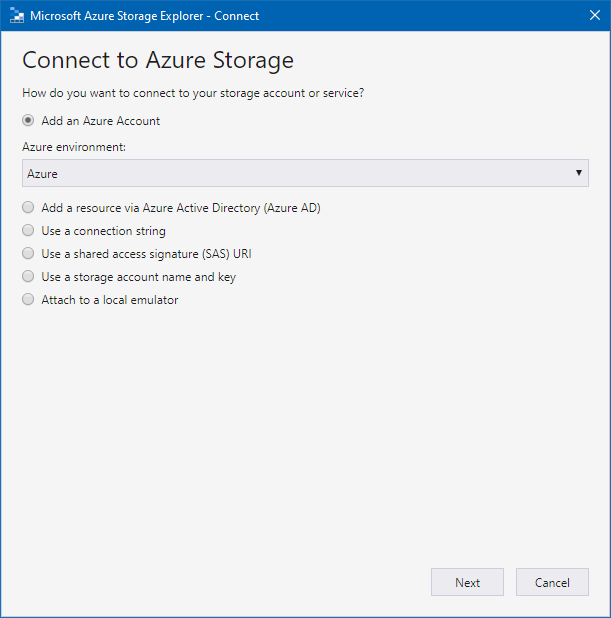 Microsoft Azure Storage Explorer - Connect
Connect to Azure Storage
How do you want to connect to your storage account or service?
Add an Azure Account
Azure environment:
Azure
Add a resource via Azure Active Directory (Azure AD)
Use a connection string
Use a shared access signature (SAS) URI
Use a storage account name and key
Attach to a local emulator
Next Cancel